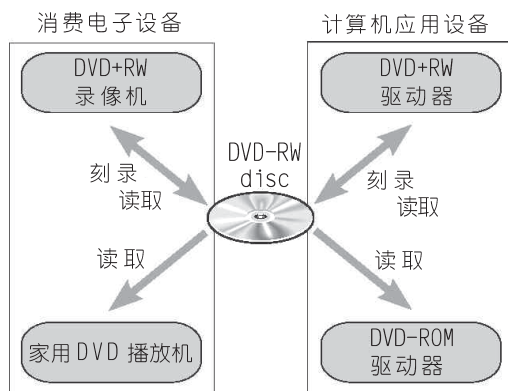 消费电子设备
计算机应用设备
DVD+RW
录像机
DVD+RW
驱动器
DVD-RW
disc
刻录
读取
刻录
读取
读取
读取
家用DVD播放机
DVD-ROM
驱动器